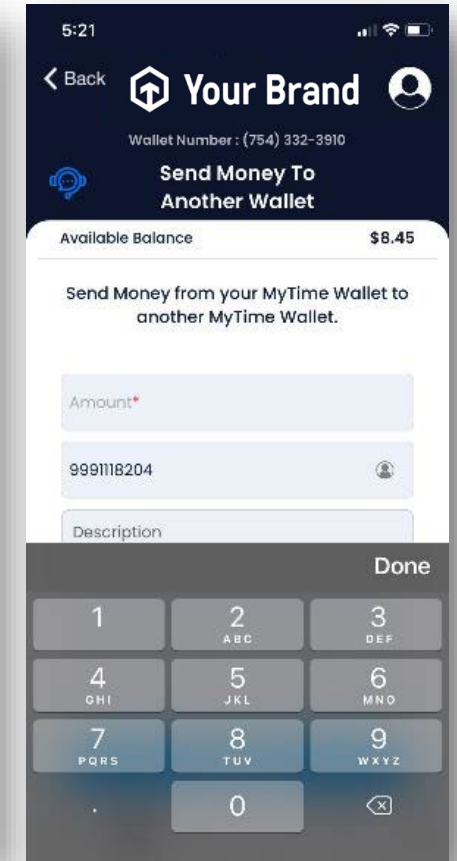 5:21
Back
Your Brand
Wallet Number : (754) 332-3910
Send Money To
Another Wallet
Available Balance $8.45
Send Money from your MyTime Wallet to
another MyTime Wallet.
Amount*
9991118204
Description
Done
1 2 3
ABC DEF
4 5 6
GHI JKL MNO
7 8 9
PQRS TUV WXYZ
. 0